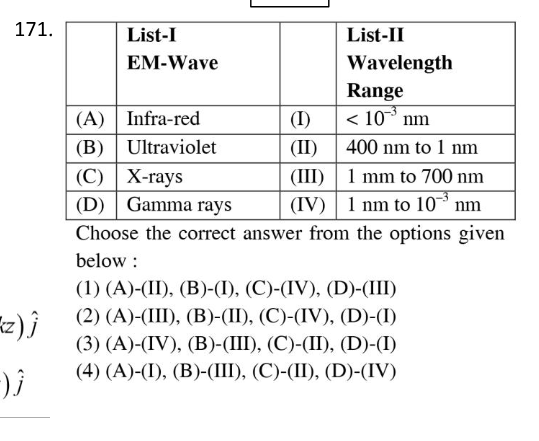 171.
List-I
EM-Wave
List-II
Wavelength
Range
(A) Infra-red (I) < 10⁻³ nm
(B) Ultraviolet (II) 400 nm to 1 nm
(C) X-rays (III) 1 mm to 700 nm
(D) Gamma rays (IV) 1 nm to 10⁻³ nm
Choose the correct answer from the options given
below :
(1) (A)-(II), (B)-(I), (C)-(IV), (D)-(III)
(2) (A)-(III), (B)-(II), (C)-(IV), (D)-(I)
(3) (A)-(IV), (B)-(III), (C)-(II), (D)-(I)
(4) (A)-(I), (B)-(III), (C)-(II), (D)-(IV)
kz) ĵ
) ĵ